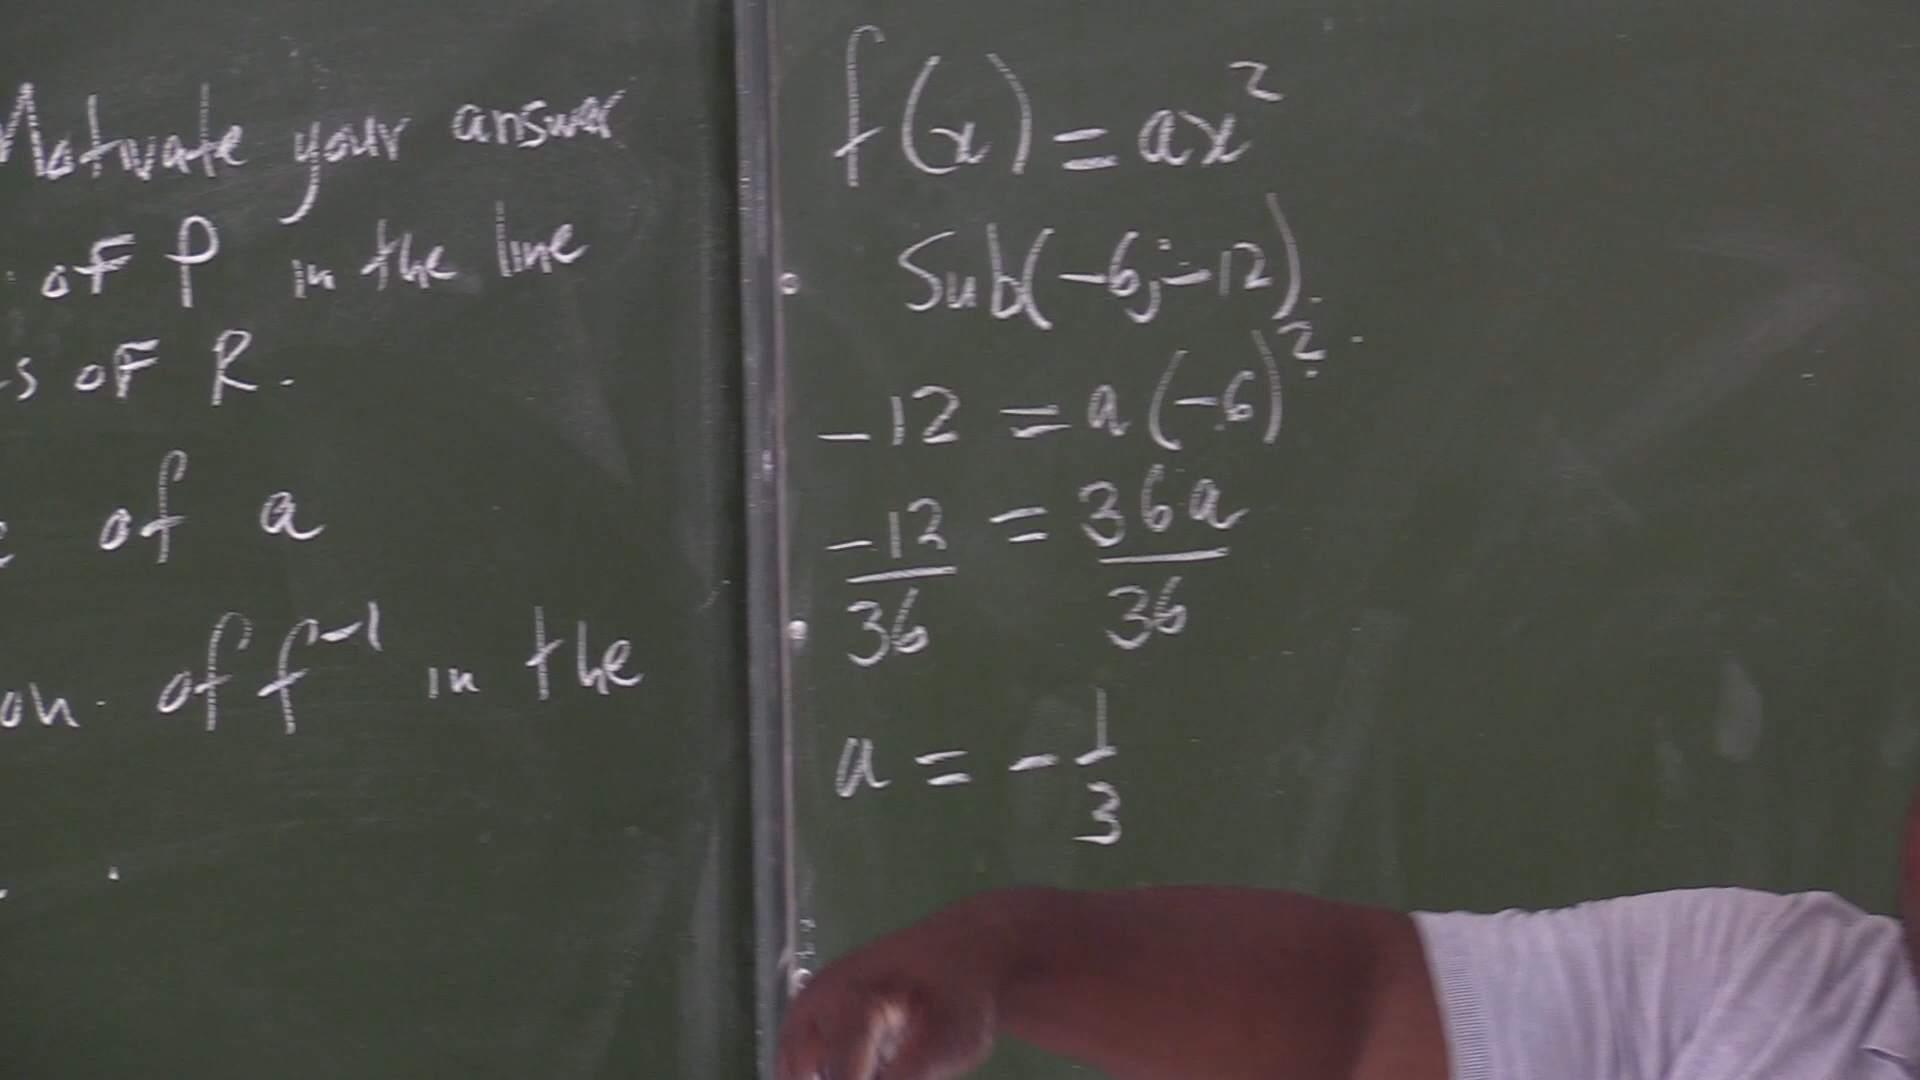 Motivate your answer
of P in the line
s of R.
of a
of f⁻¹ in the
f(x) = ax²
Sub(-6;-12).
-12 = a(-6)²
-12/36 = 36a/36
a = -1/3